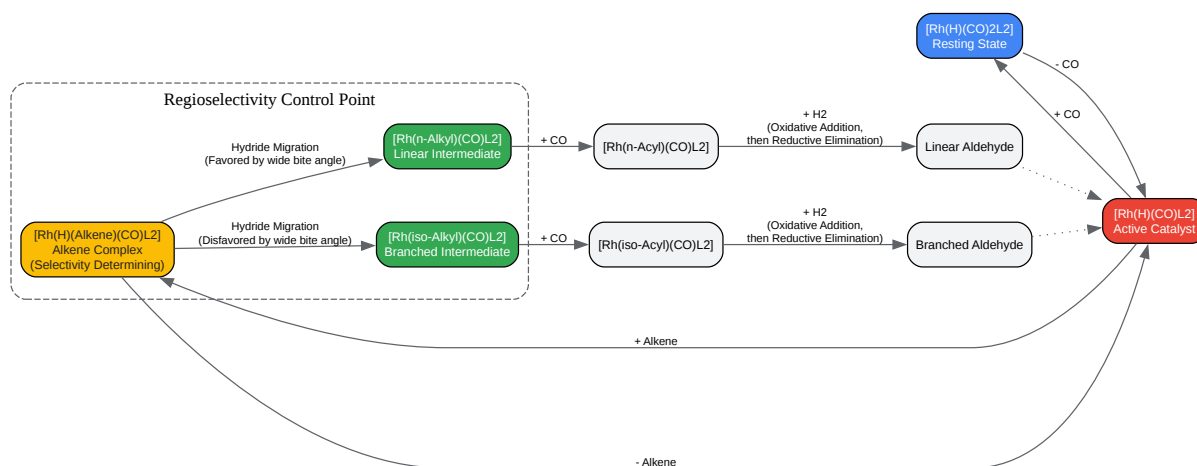 [Rh(H)(CO)2L2]
Resting State
- CO
+ CO
Regioselectivity Control Point
Hydride Migration
(Favored by wide bite angle)
[Rh(n-Alkyl)(CO)L2]
Linear Intermediate
+ CO
[Rh(n-Acyl)(CO)L2]
+ H2
(Oxidative Addition,
then Reductive Elimination)
Linear Aldehyde
[Rh(H)(Alkene)(CO)L2]
Alkene Complex
(Selectivity Determining)
Hydride Migration
(Disfavored by wide bite angle)
[Rh(iso-Alkyl)(CO)L2]
Branched Intermediate
+ CO
[Rh(iso-Acyl)(CO)L2]
+ H2
(Oxidative Addition,
then Reductive Elimination)
Branched Aldehyde
[Rh(H)(CO)L2]
Active Catalyst
+ Alkene
- Alkene